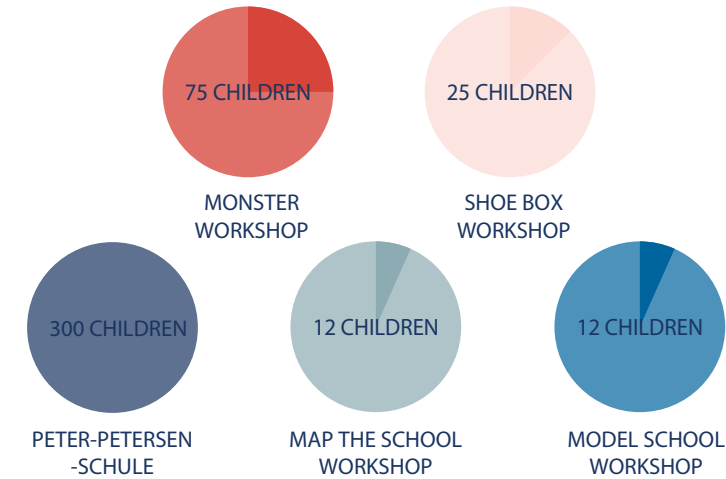 75 CHILDREN
MONSTER
WORKSHOP
25 CHILDREN
SHOE BOX
WORKSHOP
300 CHILDREN
PETER-PETERSEN
-SCHULE
12 CHILDREN
MAP THE SCHOOL
WORKSHOP
12 CHILDREN
MODEL SCHOOL
WORKSHOP